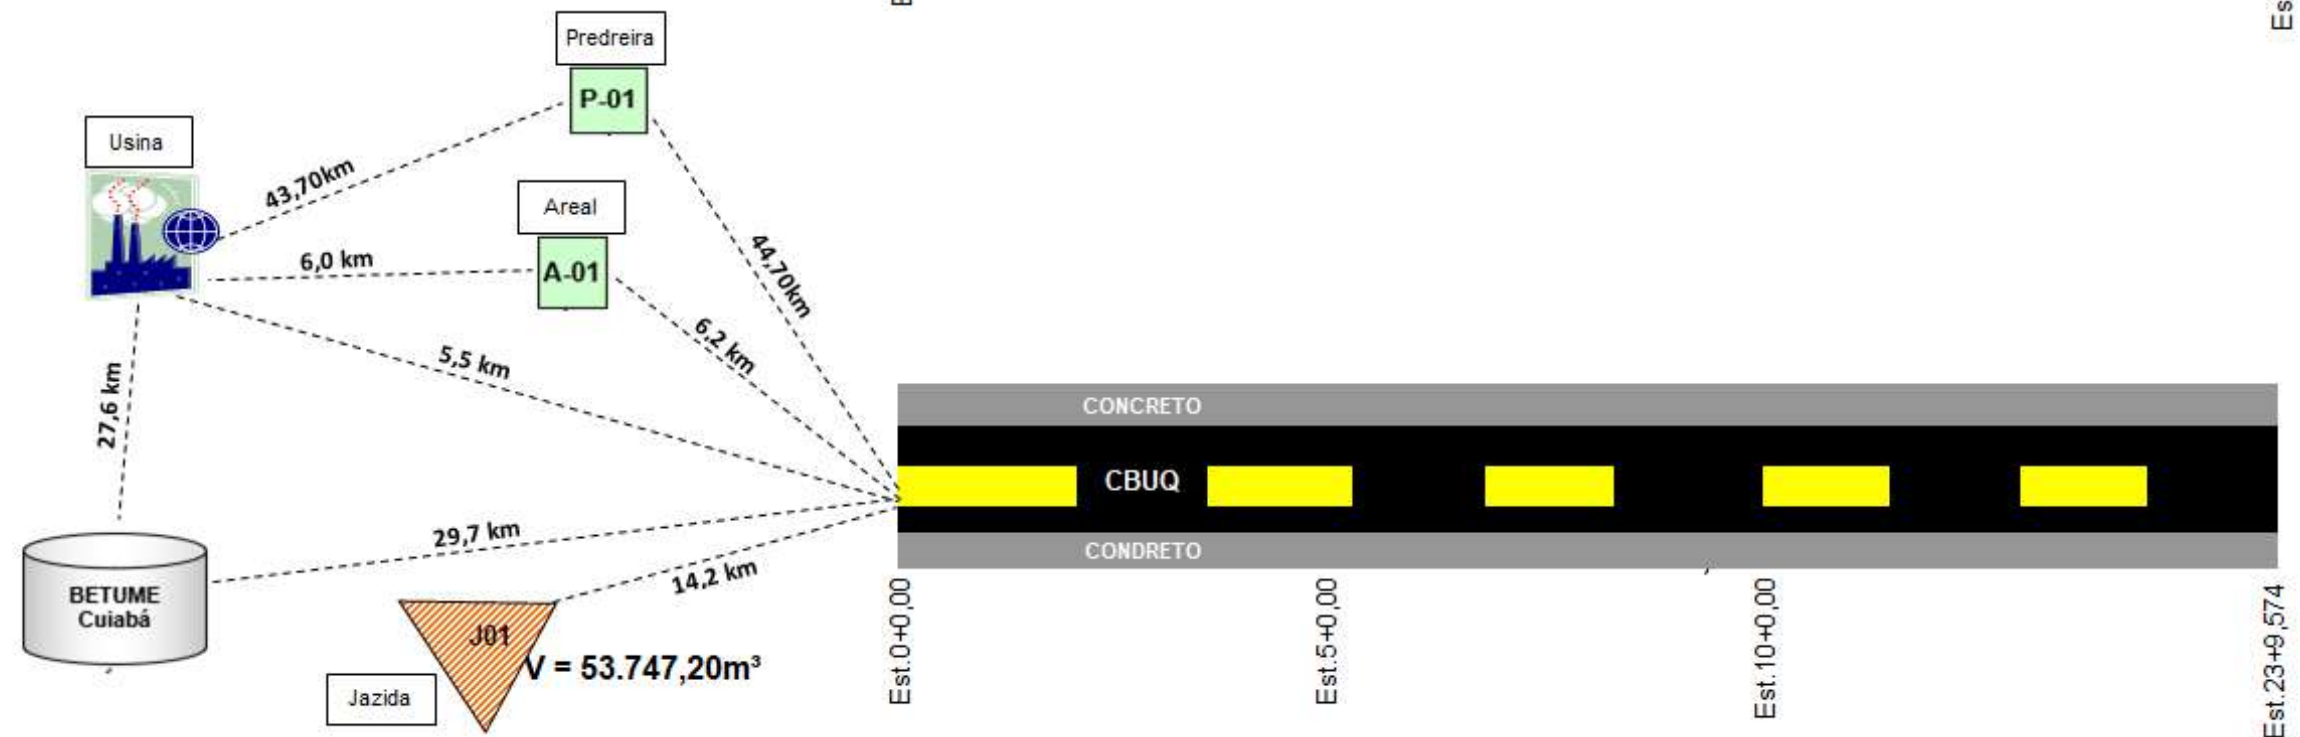 Predreira
P-01
Usina
43,70km
Areal
6,0 km
A-01
44,70km
6,2 km
5,5 km
27,6 km
CONCRETO
CBUQ
CONDRETO
29,7 km
14,2 km
BETUME
Cuiabá
J01
V = 53.747,20m³
Jazida
Est.0+0,00
Est.5+0,00
Est.10+0,00
Est.23+9,574
Es